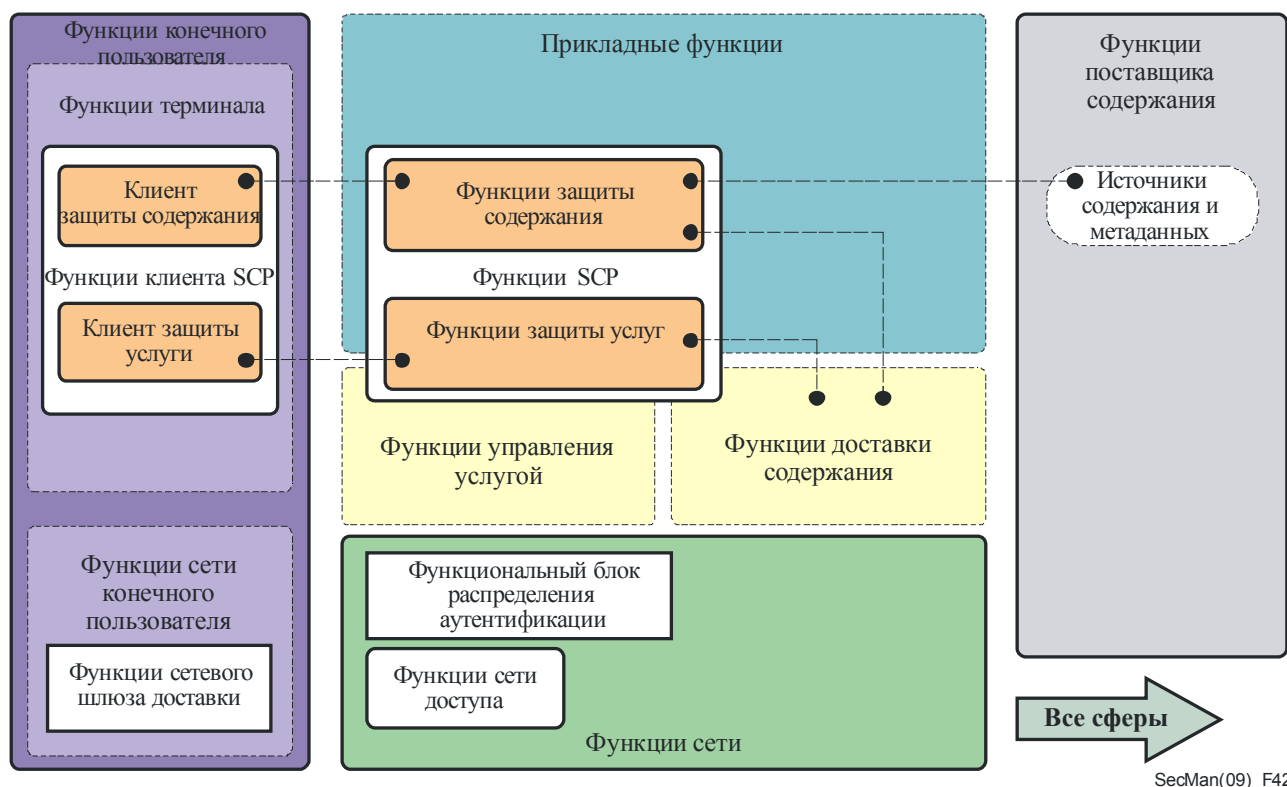 Функции конечного
пользователя
Функции терминала
Клиент
защиты содержания
Функции клиента SCP
Клиент защиты
услуги
Функции сети
конечного
пользователя
Функции сетевого
шлюза доставки
Прикладные функции
Функции защиты
содержания
Функции SCP
Функции защиты услуг
Функции управления
услугой
Функции доставки
содержания
Функциональный блок
распределения
аутентификации
Функции сети
доступа
Функции сети
Функции
поставщика
содержания
Источники
содержания и
метаданных
Все сферы
SecMan(09)_F42